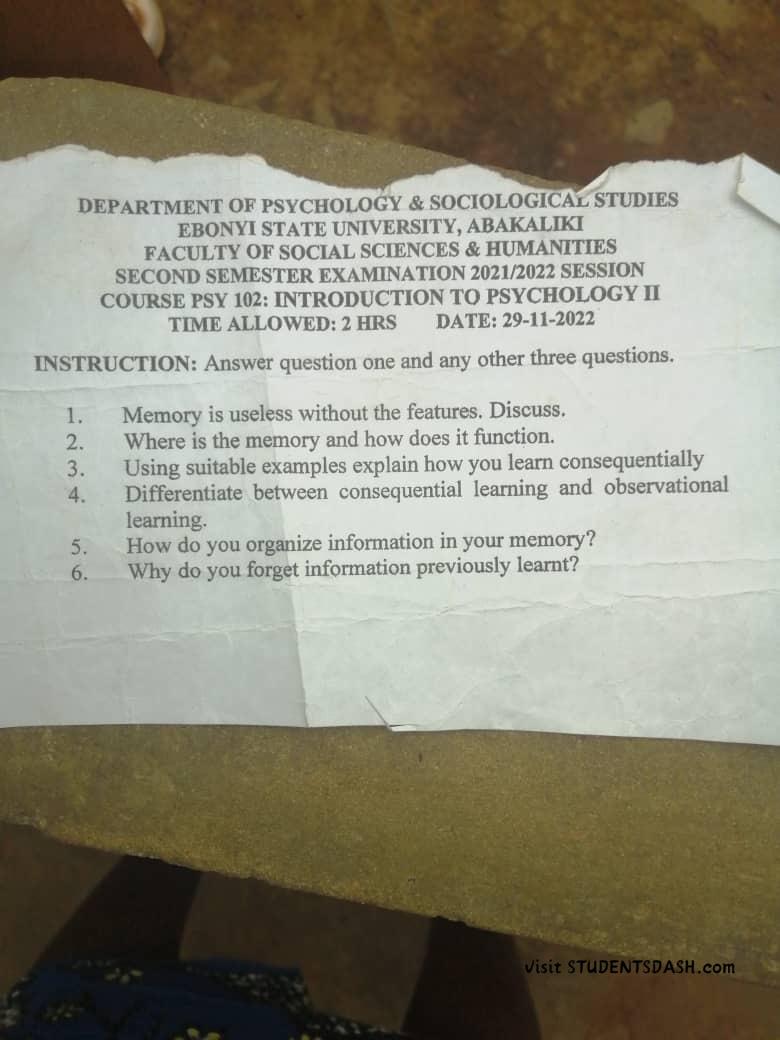 DEPARTMENT OF PSYCHOLOGY & SOCIOLOGICAL STUDIES
EBONYI STATE UNIVERSITY, ABAKALIKI
FACULTY OF SOCIAL SCIENCES & HUMANITIES
SECOND SEMESTER EXAMINATION 2021/2022 SESSION
COURSE PSY 102: INTRODUCTION TO PSYCHOLOGY II
TIME ALLOWED: 2 HRS DATE: 29-11-2022
INSTRUCTION: Answer question one and any other three questions.
1. Memory is useless without the features. Discuss.
2. Where is the memory and how does it function.
3. Using suitable examples explain how you learn consequentially
4. Differentiate between consequential learning and observational
learning.
5. How do you organize information in your memory?
6. Why do you forget information previously learnt?
visit STUDENTSDASH.com